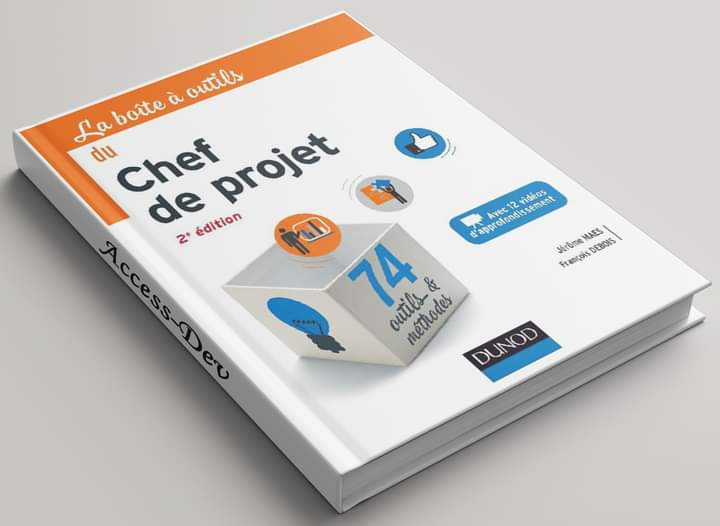 La boîte à outils
du
Chef
de projet
2e édition
Avec 12 vidéos
d'approfondissement
Jérôme MAES
François DEBOIS
74
outils &
méthodes
DUNOD
Access-Dev